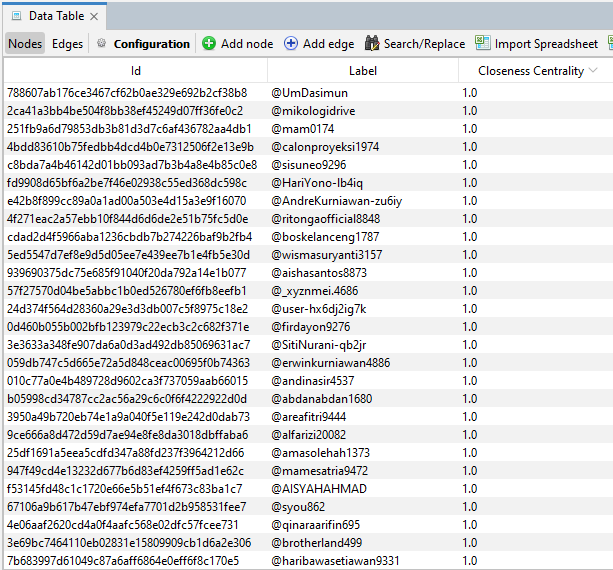 Data Table ×
Nodes Edges Configuration Add node Add edge Search/Replace Import Spreadsheet
Id Label Closeness Centrality
788607ab176ce3467cf62b0ae329e692b2cf38b8 @UmDasimun 1.0
2ca41a3bb4be504f8bb38ef45249d07ff36fe0c2 @mikologidrive 1.0
251fb9a6d79853db3b81d3d7c6af436782aa4db1 @mam0174 1.0
4bdd83610b75fedbb4dcd4b0e7312506f2e13e9b @calonproyeksi1974 1.0
c8bda7a4b46142d01bb093ad7b3b4a8e4b85c0e8 @sisuneo9296 1.0
fd9908d65bf6a2be7f46e02938c55ed368dc598c @HariYono-lb4iq 1.0
e42b8f899cc89a0a1ad00a503e4d15a3e9f16070 @AndreKurniawan-zu6iy 1.0
4f271eac2a57ebb10f844d6d6de2e51b75fc5d0e @ritongaofficial8848 1.0
cdad2d4f5966aba1236cbdb7b274226baf9b2fb4 @boskelanceng1787 1.0
5ed5547d7ef8e9d5d05ee7e439ee7b1e4fb5e30d @wismasuryanti3157 1.0
939690375dc75e685f91040f20da792a14e1b077 @aishasantos8873 1.0
57f27570d04be5abbc1b0ed526780ef6fb8eefb1 @_xyznmei.4686 1.0
24d374f564d28360a29e3d3db007c5f8975c18e2 @user-hx6dj2ig7k 1.0
0d460b055b002bfb123979c22ecb3c2c682f371e @firdayon9276 1.0
3e3633a348fe907da6a0d3ad492db85069631ac7 @SitiNurani-qb2jr 1.0
059db747c5d665e72a5d848ceac00695f0b74363 @erwinkurniawan4886 1.0
010c77a0e4b489728d9602ca3f737059aab66015 @andinasir4537 1.0
b05998cd34787cc2ac56a29c6c0f6f4222922d0d @abdanabdan1680 1.0
3950a49b720eb74e1a9a040f5e119e242d0dab73 @areafitri9444 1.0
9ce666a8d472d59d7ae94e8fe8da3018dbffaba6 @alfarizi20082 1.0
25df1691a5eea5cdfd347a88fd237f3964212d66 @amasolehah1373 1.0
947f49cd4e13232d677b6d83ef4259ff5ad1e62c @mamesatria9472 1.0
f53145fd48c1c1720e66e5b51ef4f673c83ba1c7 @AISYAHAHMAD 1.0
67106a9b617b47ebf974efa7701d2b958531fee7 @syou862 1.0
4e06aaf2620cd4a0f4aafc568e02dfc57fcee731 @qinaraarifin695 1.0
3e69bc7464110eb02831e15809909cb1d6a2e306 @brotherland499 1.0
7b683997d61049c87a6aff6864e0eff6f8c170e5 @haribawasetiawan9331 1.0